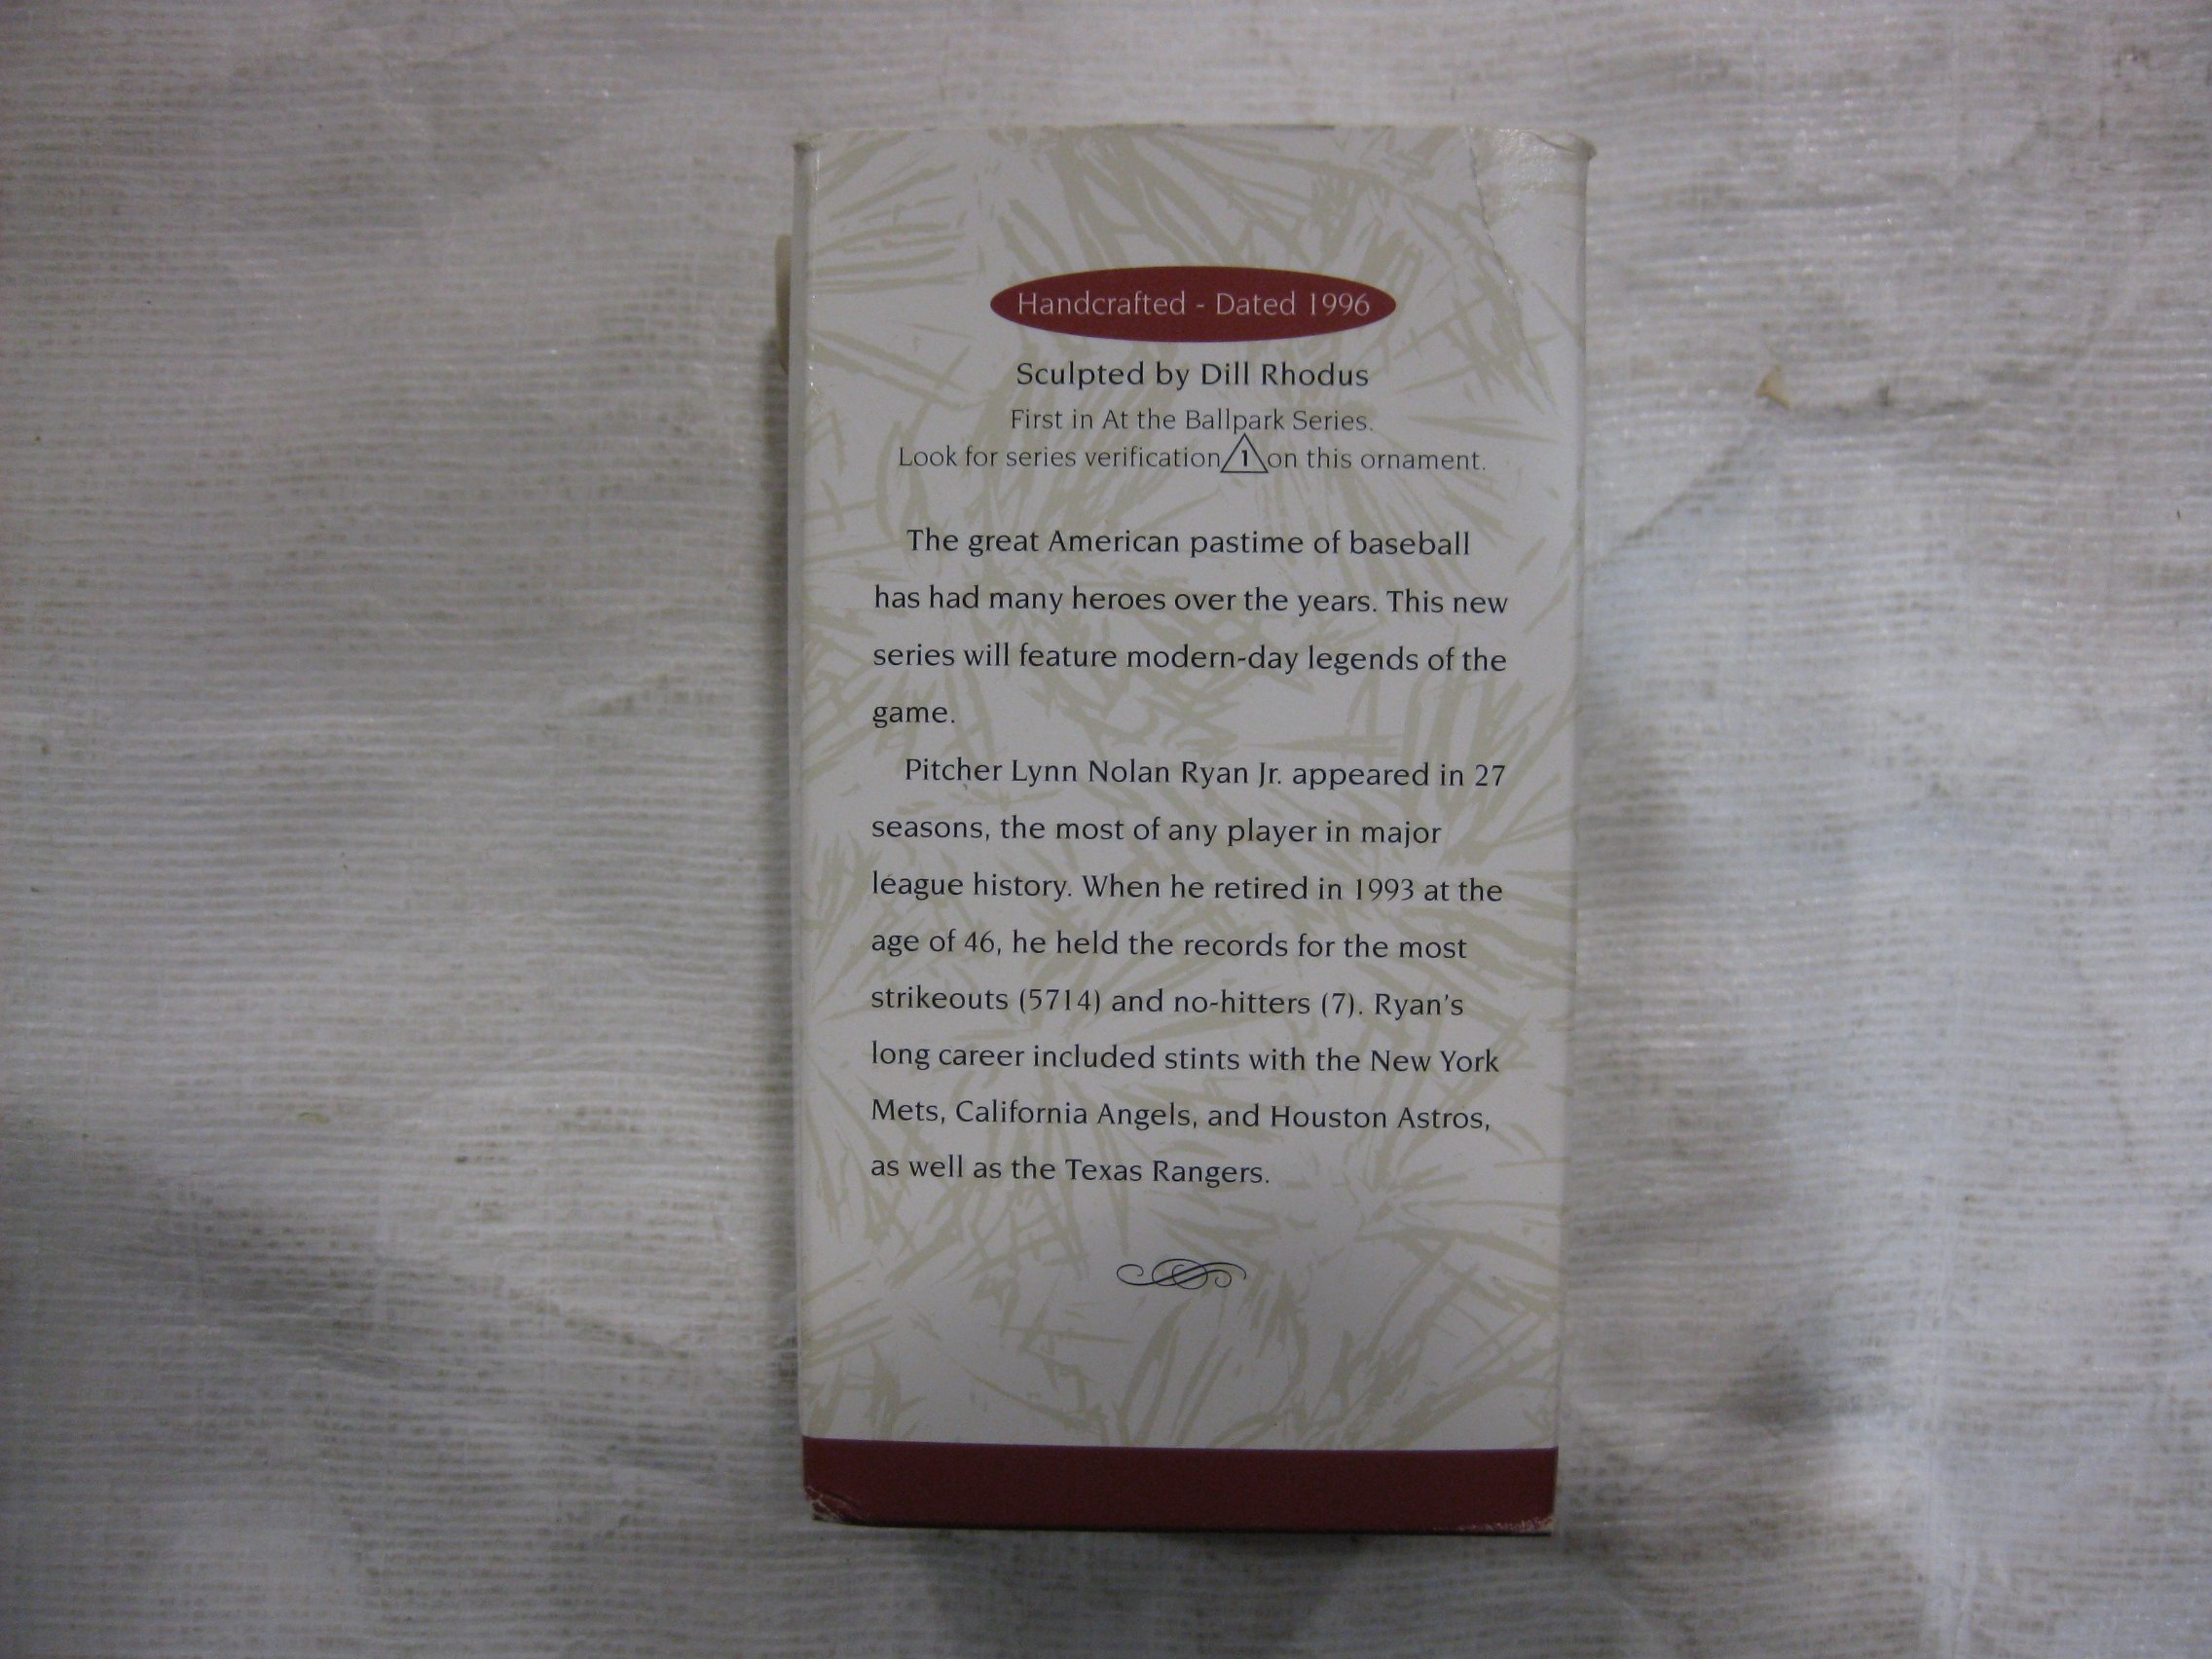 Handcrafted - Dated 1996
Sculpted by Dill Rhodus
First in At the Ballpark Series.
Look for series verification 1 on this ornament.
The great American pastime of baseball
has had many heroes over the years. This new
series will feature modern-day legends of the
game.
Pitcher Lynn Nolan Ryan Jr. appeared in 27
seasons, the most of any player in major
league history. When he retired in 1993 at the
age of 46, he held the records for the most
strikeouts (5714) and no-hitters (7). Ryan's
long career included stints with the New York
Mets, California Angels, and Houston Astros,
as well as the Texas Rangers.